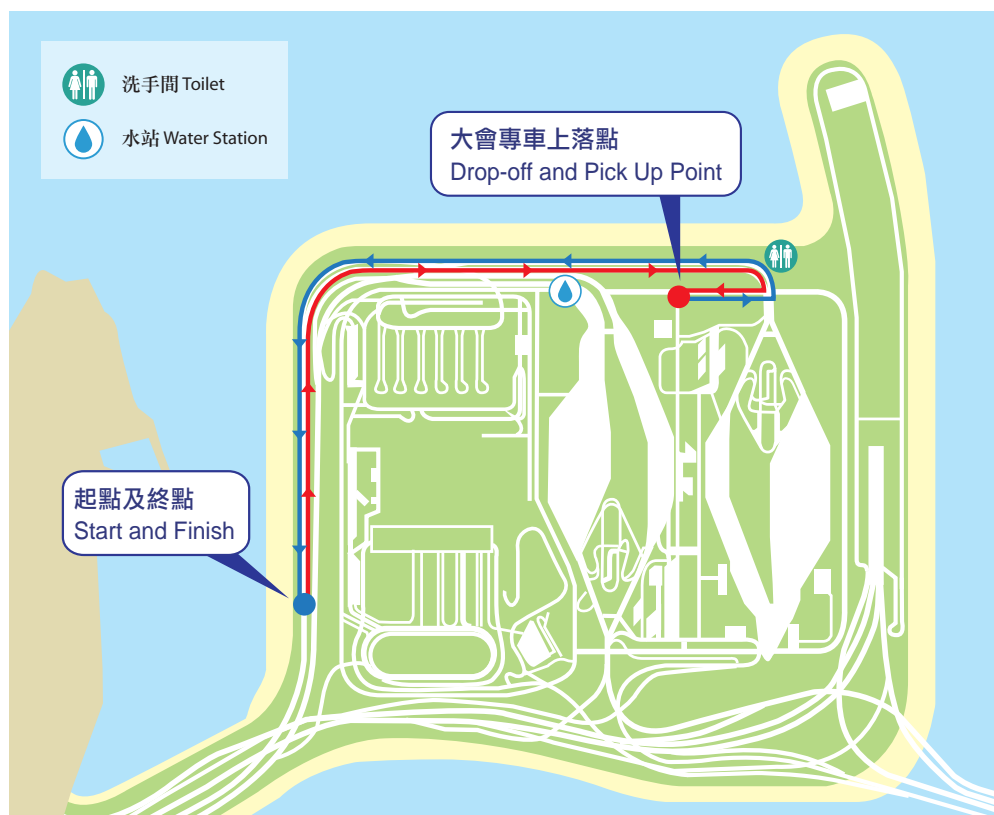 洗手間 Toilet
水站 Water Station
大會專車上落點
Drop-off and Pick Up Point
起點及終點
Start and Finish